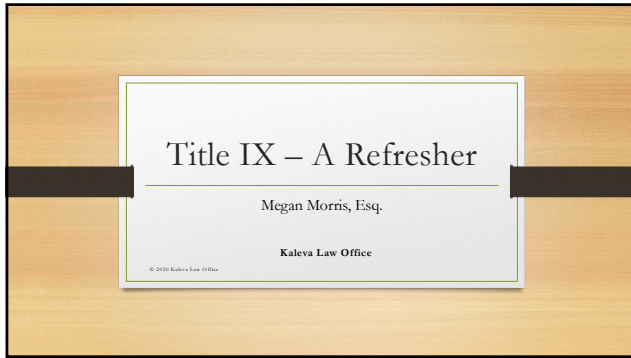 Title IX – A Refresher
Megan Morris, Esq.
Kaleva Law Office
© 2020 Kaleva Law Office